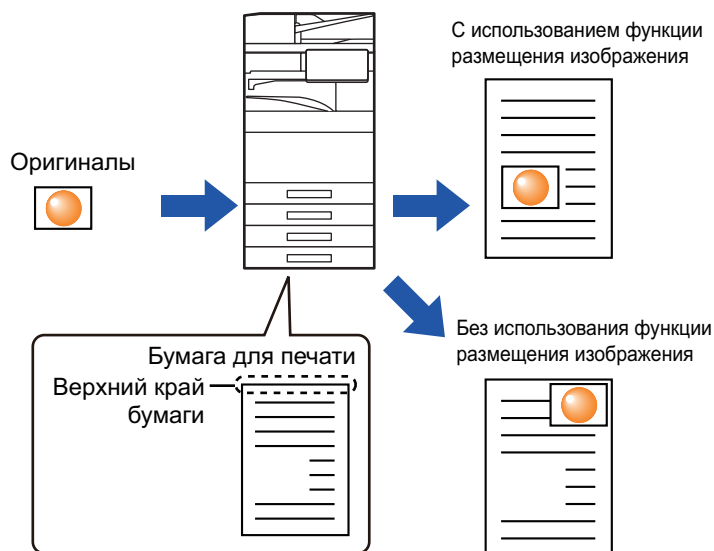 С использованием функции
размещения изображения
Оригиналы
Бумага для печати
Верхний край
бумаги
Без использования функции
размещения изображения